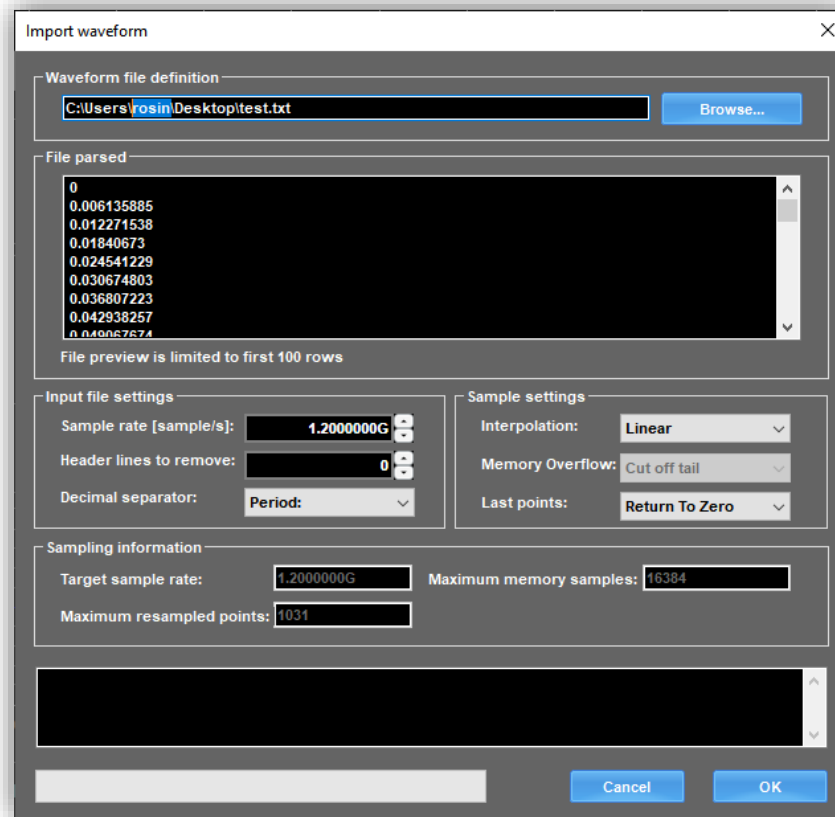 Import waveform
Waveform file definition
C:\Users\rosin\Desktop\test.txt
Browse...
File parsed
0
0.006135885
0.012271538
0.01840673
0.024541229
0.030674803
0.036807223
0.042938257
0.049067674
File preview is limited to first 100 rows
Input file settings
Sample rate [sample/s]: 1.2000000G
Header lines to remove: 0
Decimal separator: Period:
Sample settings
Interpolation: Linear
Memory Overflow: Cut off tail
Last points: Return To Zero
Sampling information
Target sample rate: 1.2000000G Maximum memory samples: 16384
Maximum resampled points: 1031
Cancel OK